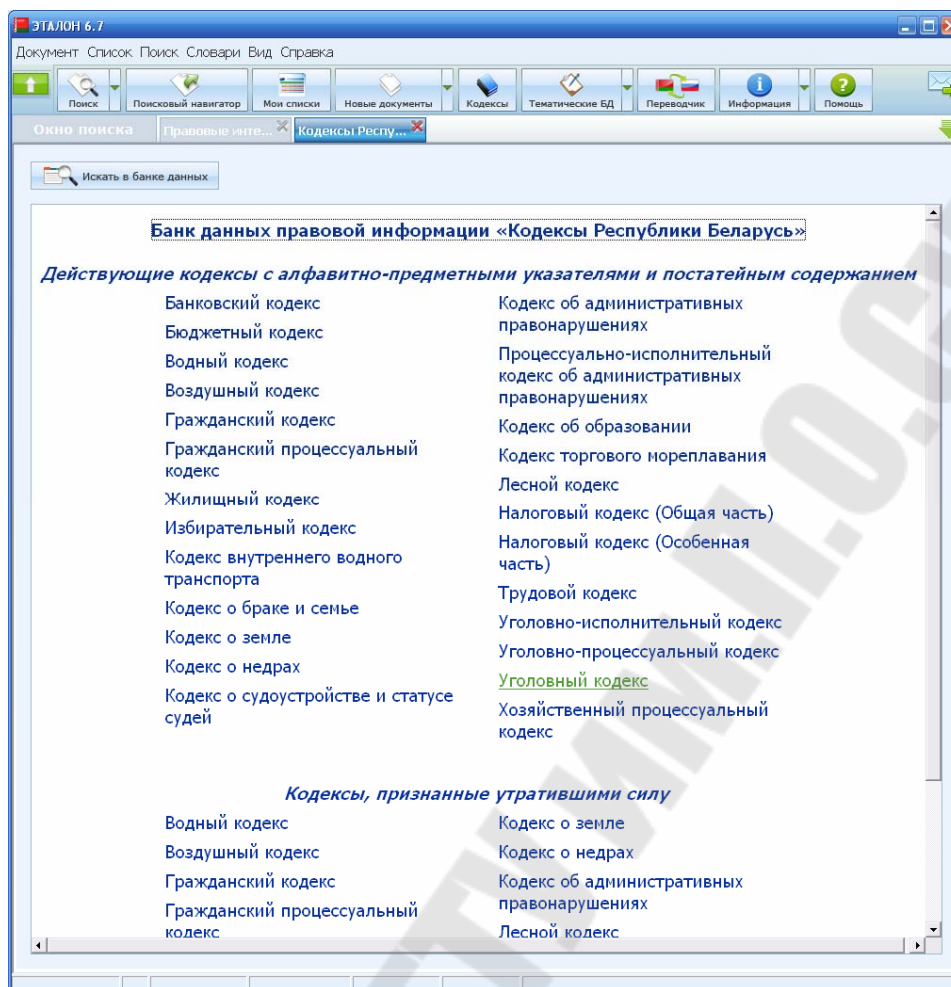 ЭТАЛОН 6.7
Документ Список Поиск Словари Вид Справка
Поиск Поисковый навигатор Мои списки Новые документы Кодексы Тематические БД Переводчик Информация Помощь
Окно поиска Правовые инте... Кодексы Респу...
Искать в банке данных
Банк данных правовой информации «Кодексы Республики Беларусь»
Действующие кодексы с алфавитно-предметными указателями и постатейным содержанием
Банковский кодекс
Бюджетный кодекс
Водный кодекс
Воздушный кодекс
Гражданский кодекс
Гражданский процессуальный
кодекс
Жилищный кодекс
Избирательный кодекс
Кодекс внутреннего водного
транспорта
Кодекс о браке и семье
Кодекс о земле
Кодекс о недрах
Кодекс о судоустройстве и статусе
судей
Кодекс об административных
правонарушениях
Процессуально-исполнительный
кодекс об административных
правонарушениях
Кодекс об образовании
Кодекс торгового мореплавания
Лесной кодекс
Налоговый кодекс (Общая часть)
Налоговый кодекс (Особенная
часть)
Трудовой кодекс
Уголовно-исполнительный кодекс
Уголовно-процессуальный кодекс
Уголовный кодекс
Хозяйственный процессуальный
кодекс
Кодексы, признанные утратившими силу
Водный кодекс
Воздушный кодекс
Гражданский кодекс
Гражданский процессуальный
кодекс
Кодекс о земле
Кодекс о недрах
Кодекс об административных
правонарушениях
Лесной кодекс